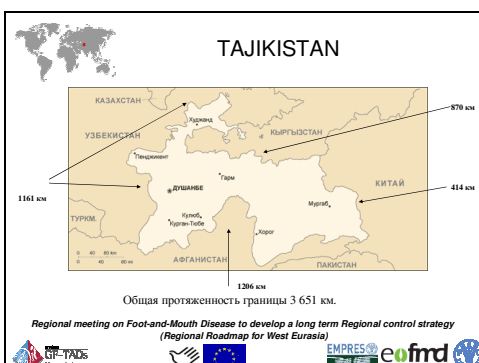 TAJIKISTAN
КАЗАХСТАН
870 км
Худжанд
УЗБЕКИСТАН
КЫРГЫЗСТАН
Пенджикент
Гарм
КИТАЙ
ДУШАНБЕ
414 км
1161 км
Мургаб
Куляб
ТУРКМ.
Курган-Тюбе
Хорог
0 40 80 км
0 40 80 mi
АФГАНИСТАН
ПАКИСТАН
1206 км
Общая протяженность границы 3 651 км.
Regional meeting on Foot-and-Mouth Disease to develop a long term Regional control strategy
(Regional Roadmap for West Eurasia)
GF-TADs
EMPRES
eofmd